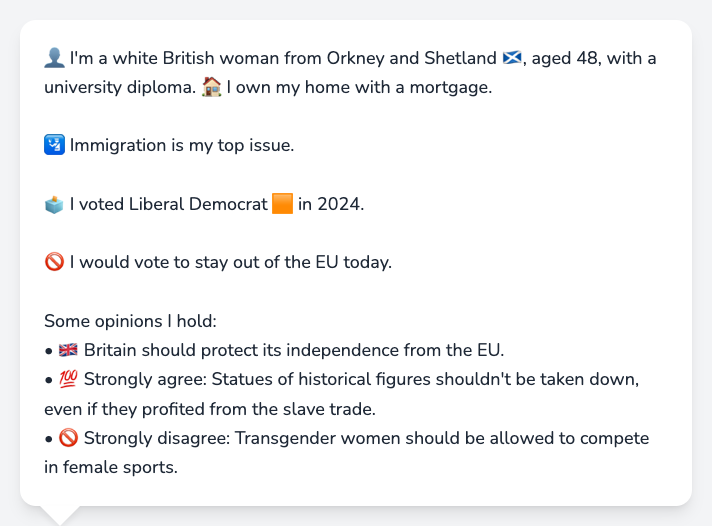 👤 I'm a white British woman from Orkney and Shetland 🏴󠁧󠁢󠁳󠁣󠁴󠁿, aged 48, with a
university diploma. 🏠 I own my home with a mortgage.
🛂 Immigration is my top issue.
🗳️ I voted Liberal Democrat 🟧 in 2024.
🚫 I would vote to stay out of the EU today.
Some opinions I hold:
• 🇬🇧 Britain should protect its independence from the EU.
• 💯 Strongly agree: Statues of historical figures shouldn't be taken down,
even if they profited from the slave trade.
• 🚫 Strongly disagree: Transgender women should be allowed to compete
in female sports.